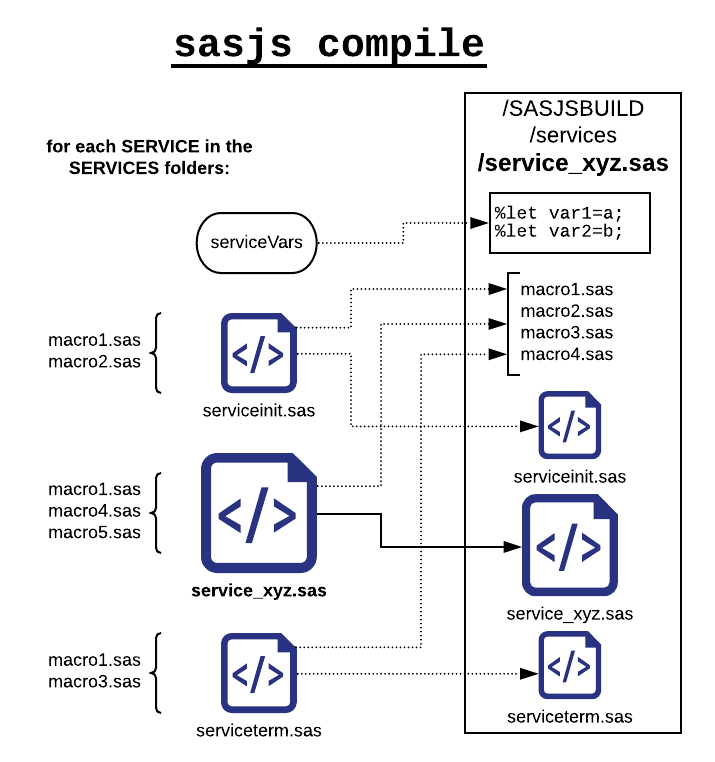 sasjs compile
for each SERVICE in the
SERVICES folders:
serviceVars
macro1.sas
macro2.sas
</>
serviceinit.sas
macro1.sas
macro4.sas
macro5.sas
</>
service_xyz.sas
macro1.sas
macro3.sas
</>
serviceterm.sas
/SASJSBUILD
/services
/service_xyz.sas
%let var1=a;
%let var2=b;
macro1.sas
macro2.sas
macro3.sas
macro4.sas
</>
serviceinit.sas
</>
service_xyz.sas
</>
serviceterm.sas